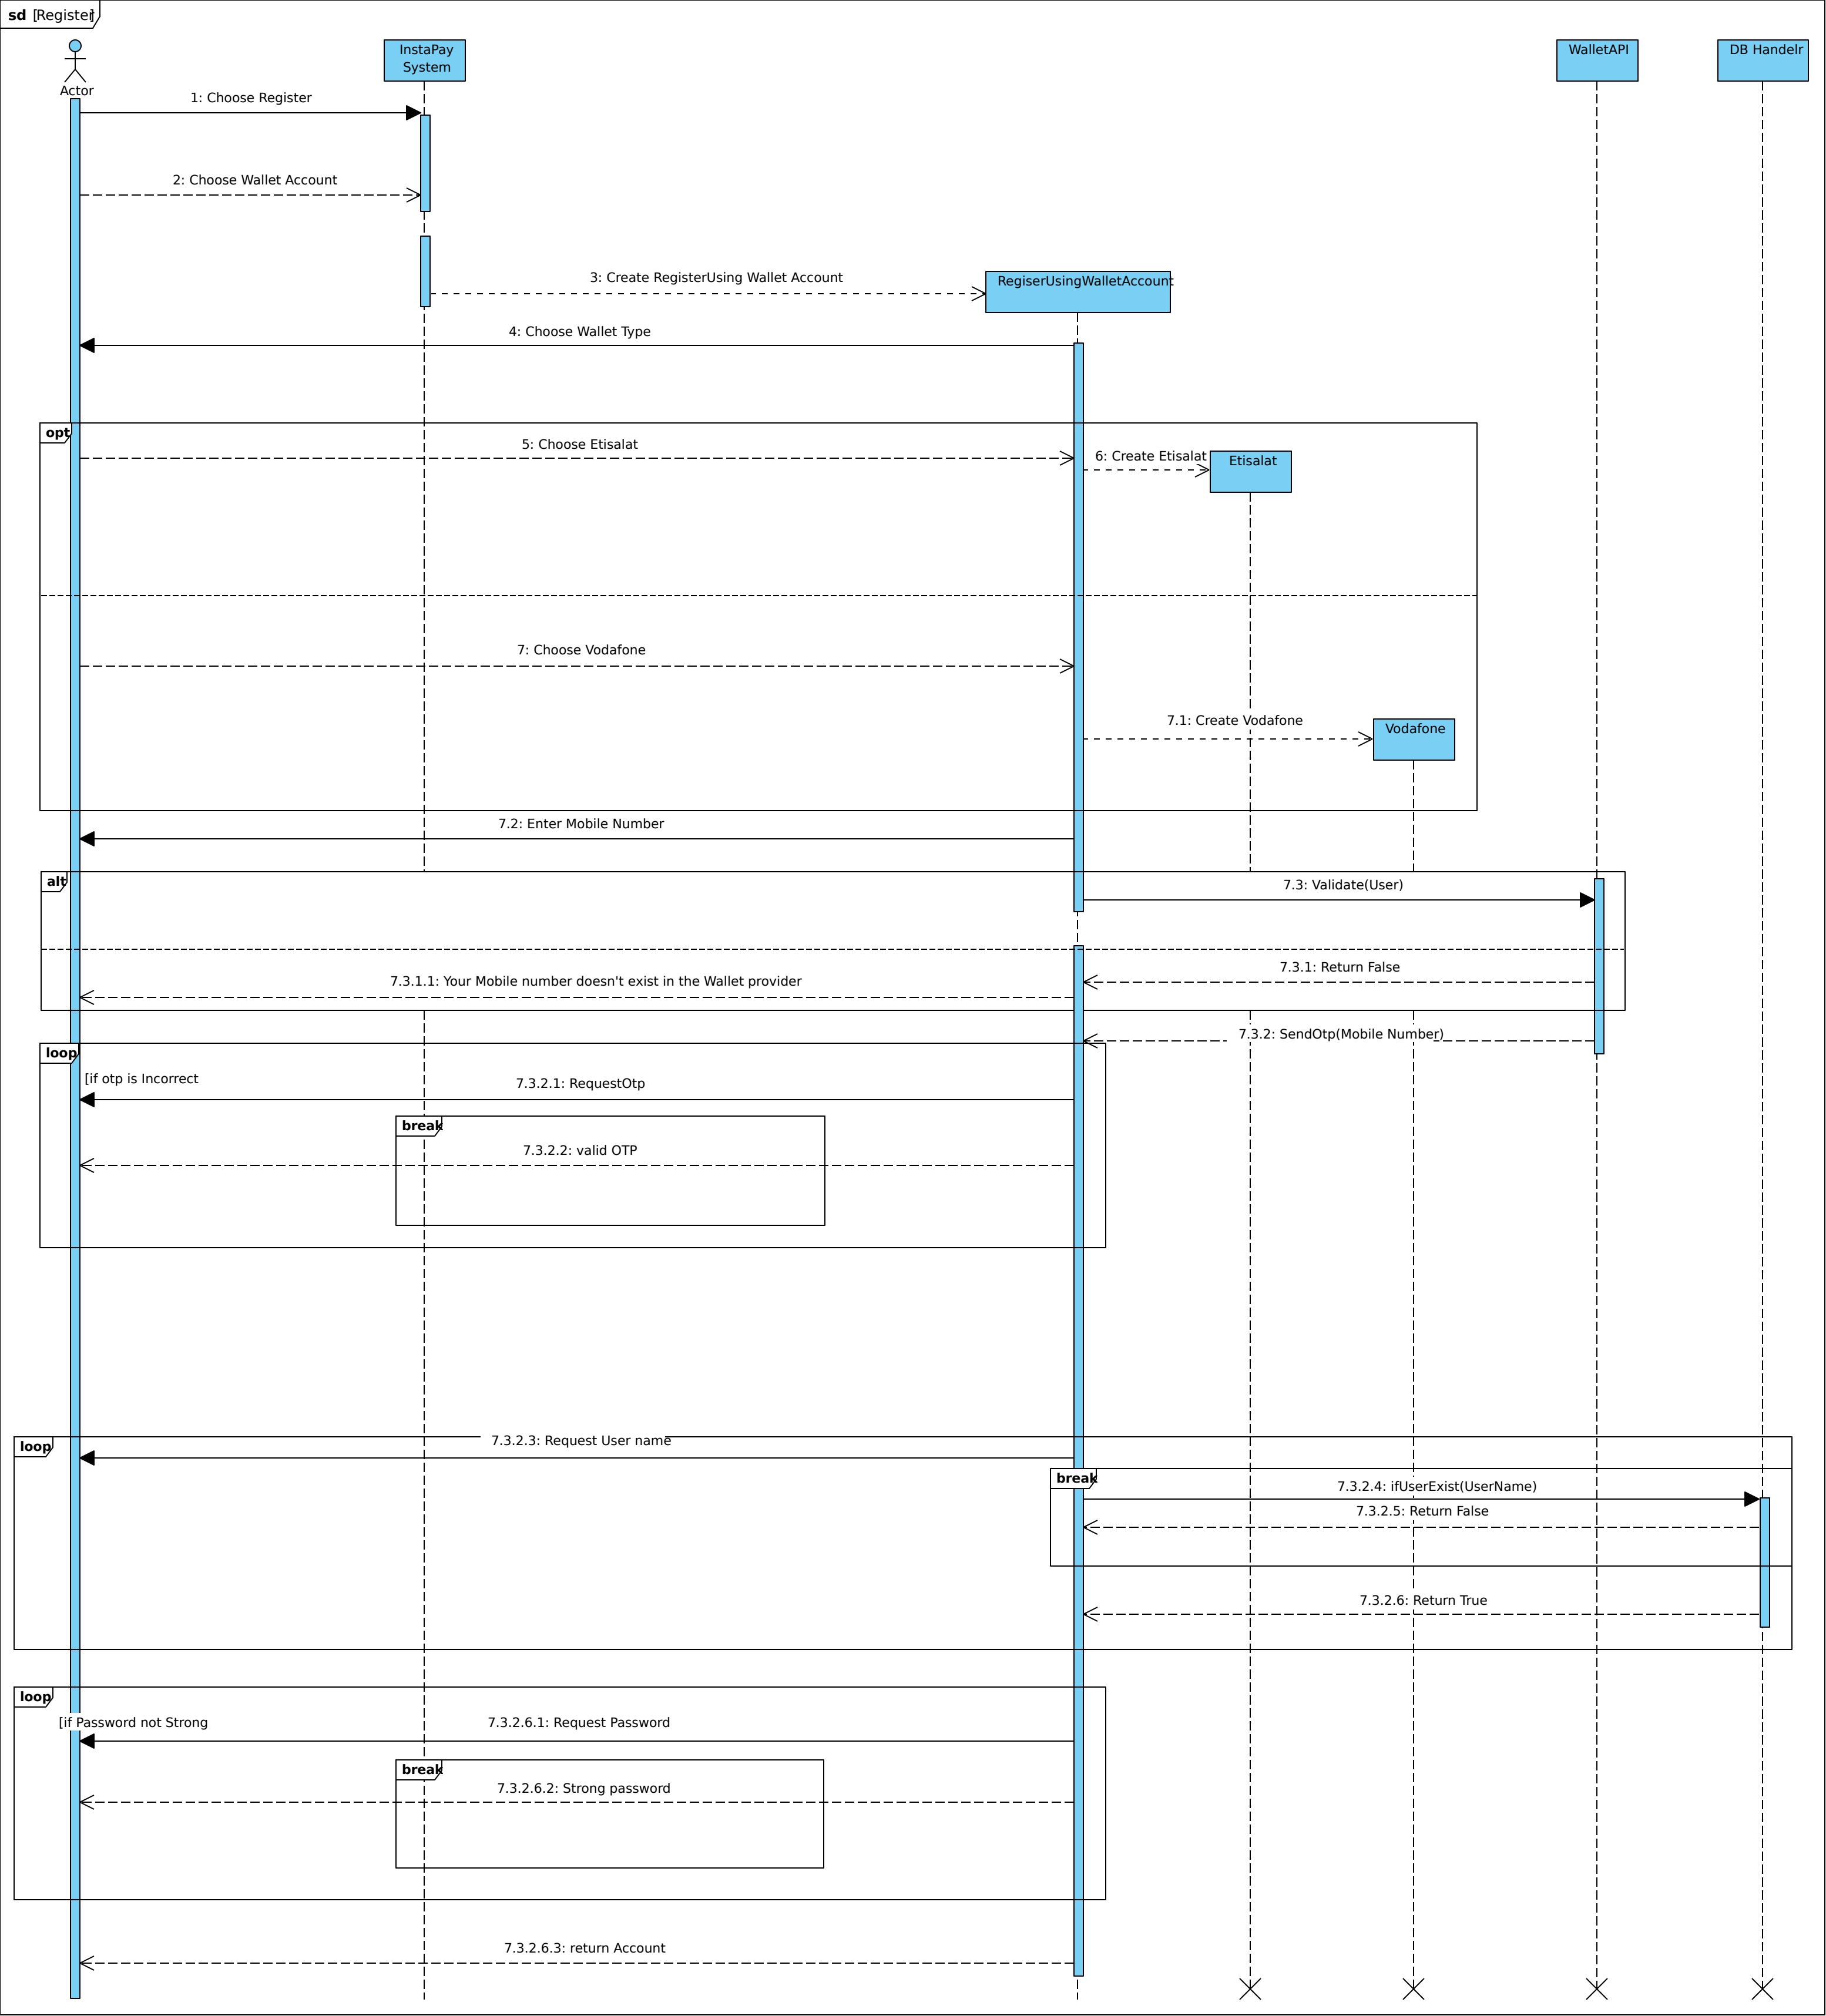 sd [Register]
InstaPay
System
WalletAPI
DB Handelr
Actor
1: Choose Register
2: Choose Wallet Account
3: Create RegisterUsing Wallet Account
RegiserUsingWalletAccount
4: Choose Wallet Type
opt
5: Choose Etisalat
6: Create Etisalat
Etisalat
7: Choose Vodafone
7.1: Create Vodafone
Vodafone
7.2: Enter Mobile Number
alt
7.3: Validate(User)
7.3.1: Return False
7.3.1.1: Your Mobile number doesn't exist in the Wallet provider
7.3.2: SendOtp(Mobile Number)
loop
[if otp is Incorrect
7.3.2.1: RequestOtp
break
7.3.2.2: valid OTP
loop
7.3.2.3: Request User name
break
7.3.2.4: ifUserExist(UserName)
7.3.2.5: Return False
7.3.2.6: Return True
loop
[if Password not Strong
7.3.2.6.1: Request Password
break
7.3.2.6.2: Strong password
7.3.2.6.3: return Account